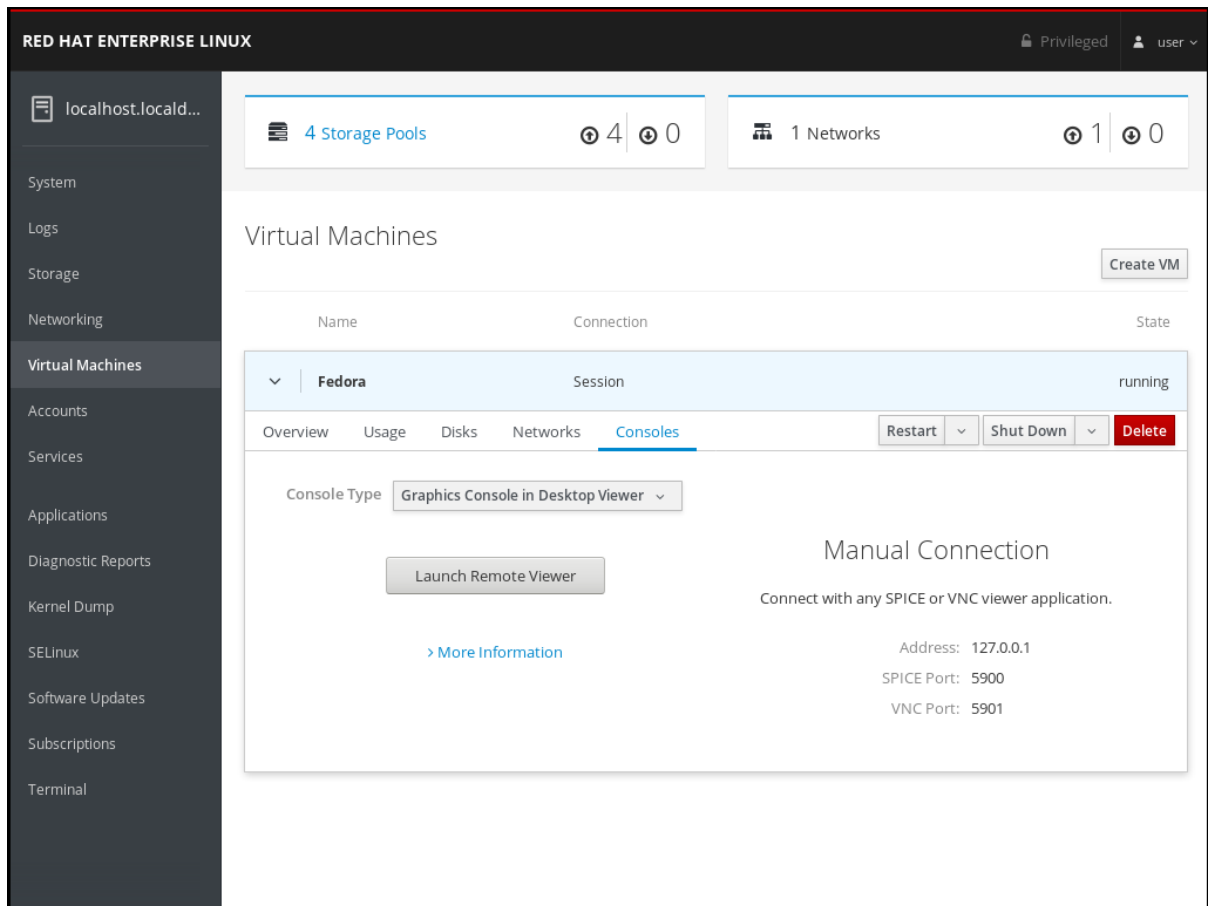 RED HAT ENTERPRISE LINUX
Privileged
user
localhost.locald...
System
Logs
Storage
Networking
Virtual Machines
Accounts
Services
Applications
Diagnostic Reports
Kernel Dump
SELinux
Software Updates
Subscriptions
Terminal
4 Storage Pools 4 0
1 Networks 1 0
Virtual Machines
Create VM
Name Connection State
Fedora Session running
Overview Usage Disks Networks Consoles Restart Shut Down Delete
Console Type Graphics Console in Desktop Viewer
Launch Remote Viewer
More Information
Manual Connection
Connect with any SPICE or VNC viewer application.
Address: 127.0.0.1
SPICE Port: 5900
VNC Port: 5901